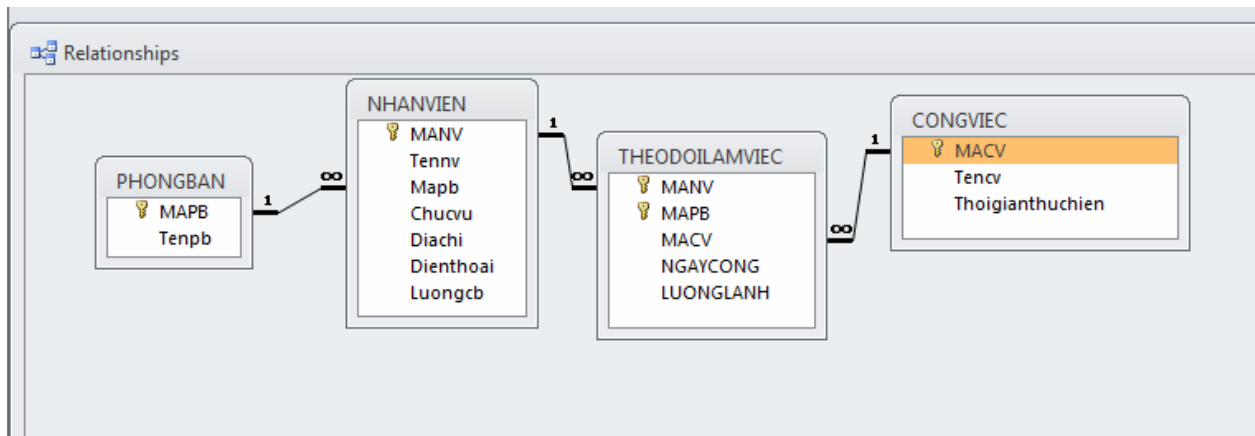 Relationships
PHONGBAN
MAPB
Tenpb
1
∞
NHANVIEN
MANV
Tennv
Mapb
Chucvu
Diachi
Dienthoai
Luongcb
1
∞
THEODOILAMVIEC
MANV
MAPB
MACV
NGAYCONG
LUONGLANH
∞
1
CONGVIEC
MACV
Tencv
Thoigianthuchien